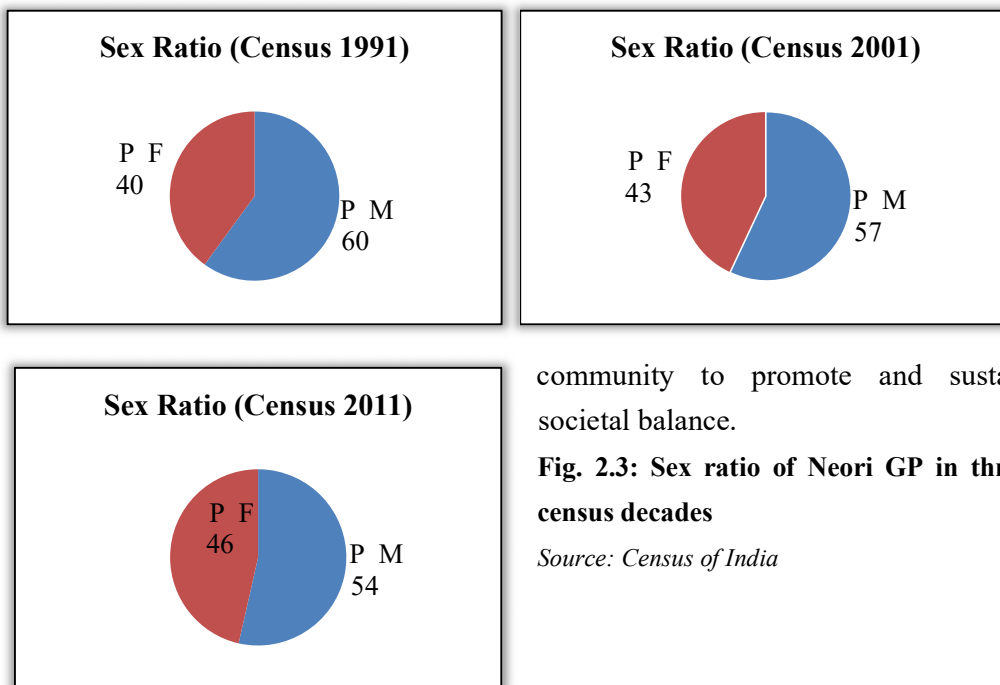 Sex Ratio (Census 1991)
P F
40
P M
60
Sex Ratio (Census 2001)
P F
43
P M
57
Sex Ratio (Census 2011)
P F
46
P M
54
community to promote and
societal balance.
Fig. 2.3: Sex ratio of Neori GP in
census decades
Source: Census of India